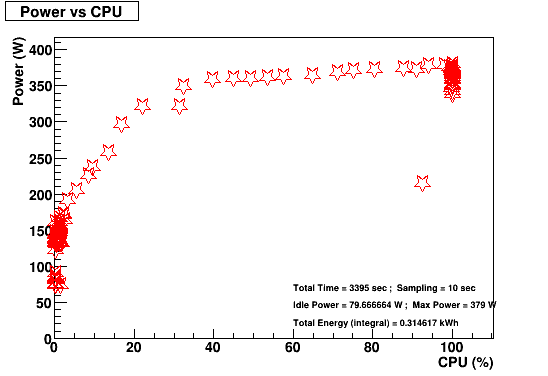 Power vs CPU
Power (W)
400
350
300
250
200
150
100
50
0
Total Time = 3395 sec ; Sampling = 10 sec
Idle Power = 79.666664 W ; Max Power = 379 W
Total Energy (integral) = 0.314617 kWh
0 20 40 60 80 100
CPU (%)